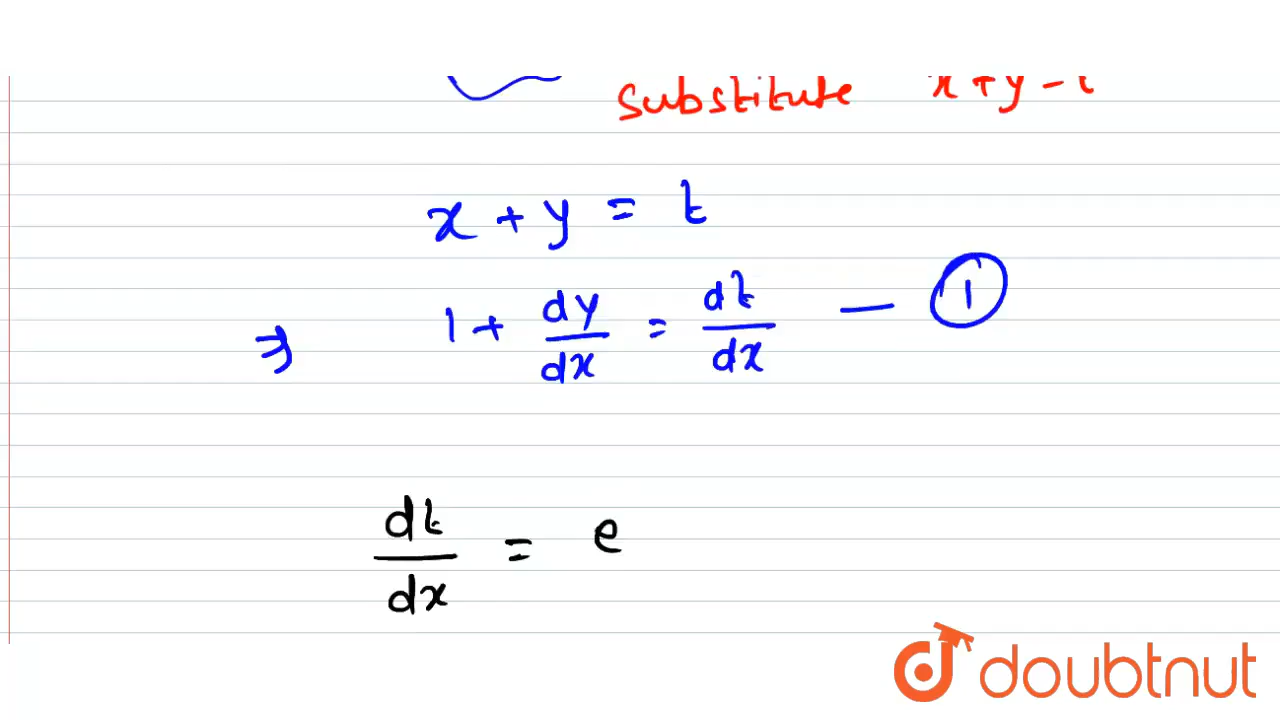 Substitute x + y = t
x + y = t
⇒ 1 + dy/dx = dt/dx — ①
dt/dx = e
doubtnut